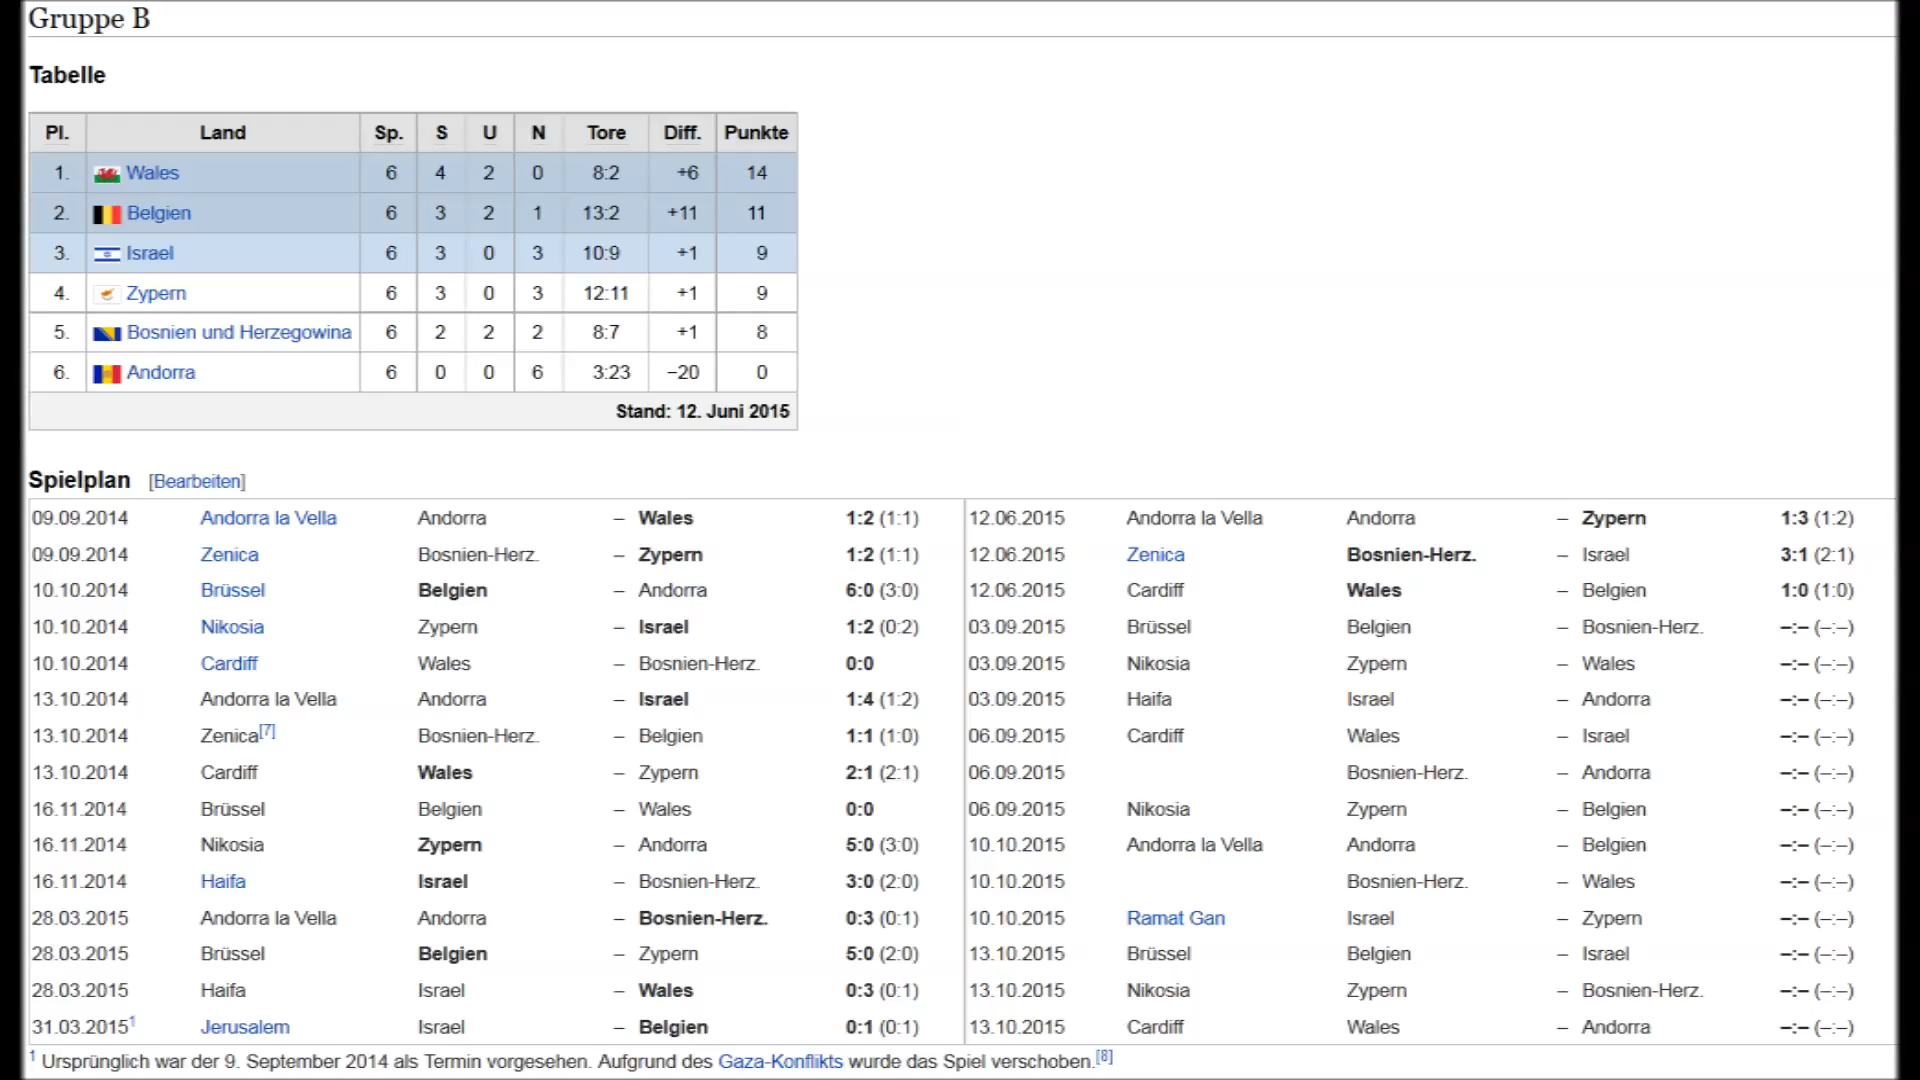 Gruppe B
Tabelle
Pl. Land Sp. S U N Tore Diff. Punkte
1. Wales 6 4 2 0 8:2 +6 14
2. Belgien 6 3 2 1 13:2 +11 11
3. Israel 6 3 0 3 10:9 +1 9
4. Zypern 6 3 0 3 12:11 +1 9
5. Bosnien und Herzegowina 6 2 2 2 8:7 +1 8
6. Andorra 6 0 0 6 3:23 −20 0
Stand: 12. Juni 2015
Spielplan [Bearbeiten]
09.09.2014 Andorra la Vella Andorra – Wales 1:2 (1:1)
09.09.2014 Zenica Bosnien-Herz. – Zypern 1:2 (1:1)
10.10.2014 Brüssel Belgien – Andorra 6:0 (3:0)
10.10.2014 Nikosia Zypern – Israel 1:2 (0:2)
10.10.2014 Cardiff Wales – Bosnien-Herz. 0:0
13.10.2014 Andorra la Vella Andorra – Israel 1:4 (1:2)
13.10.2014 Zenica[7] Bosnien-Herz. – Belgien 1:1 (1:0)
13.10.2014 Cardiff Wales – Zypern 2:1 (2:1)
16.11.2014 Brüssel Belgien – Wales 0:0
16.11.2014 Nikosia Zypern – Andorra 5:0 (3:0)
16.11.2014 Haifa Israel – Bosnien-Herz. 3:0 (2:0)
28.03.2015 Andorra la Vella Andorra – Bosnien-Herz. 0:3 (0:1)
28.03.2015 Brüssel Belgien – Zypern 5:0 (2:0)
28.03.2015 Haifa Israel – Wales 0:3 (0:1)
31.03.2015¹ Jerusalem Israel – Belgien 0:1 (0:1)
12.06.2015 Andorra la Vella Andorra – Zypern 1:3 (1:2)
12.06.2015 Zenica Bosnien-Herz. – Israel 3:1 (2:1)
12.06.2015 Cardiff Wales – Belgien 1:0 (1:0)
03.09.2015 Brüssel Belgien – Bosnien-Herz. –:– (–:–)
03.09.2015 Nikosia Zypern – Wales –:– (–:–)
03.09.2015 Haifa Israel – Andorra –:– (–:–)
06.09.2015 Cardiff Wales – Israel –:– (–:–)
06.09.2015 Bosnien-Herz. – Andorra –:– (–:–)
06.09.2015 Nikosia Zypern – Belgien –:– (–:–)
10.10.2015 Andorra la Vella Andorra – Belgien –:– (–:–)
10.10.2015 Bosnien-Herz. – Wales –:– (–:–)
10.10.2015 Ramat Gan Israel – Zypern –:– (–:–)
13.10.2015 Brüssel Belgien – Israel –:– (–:–)
13.10.2015 Nikosia Zypern – Bosnien-Herz. –:– (–:–)
13.10.2015 Cardiff Wales – Andorra –:– (–:–)
¹ Ursprünglich war der 9. September 2014 als Termin vorgesehen. Aufgrund des Gaza-Konflikts wurde das Spiel verschoben.[8]